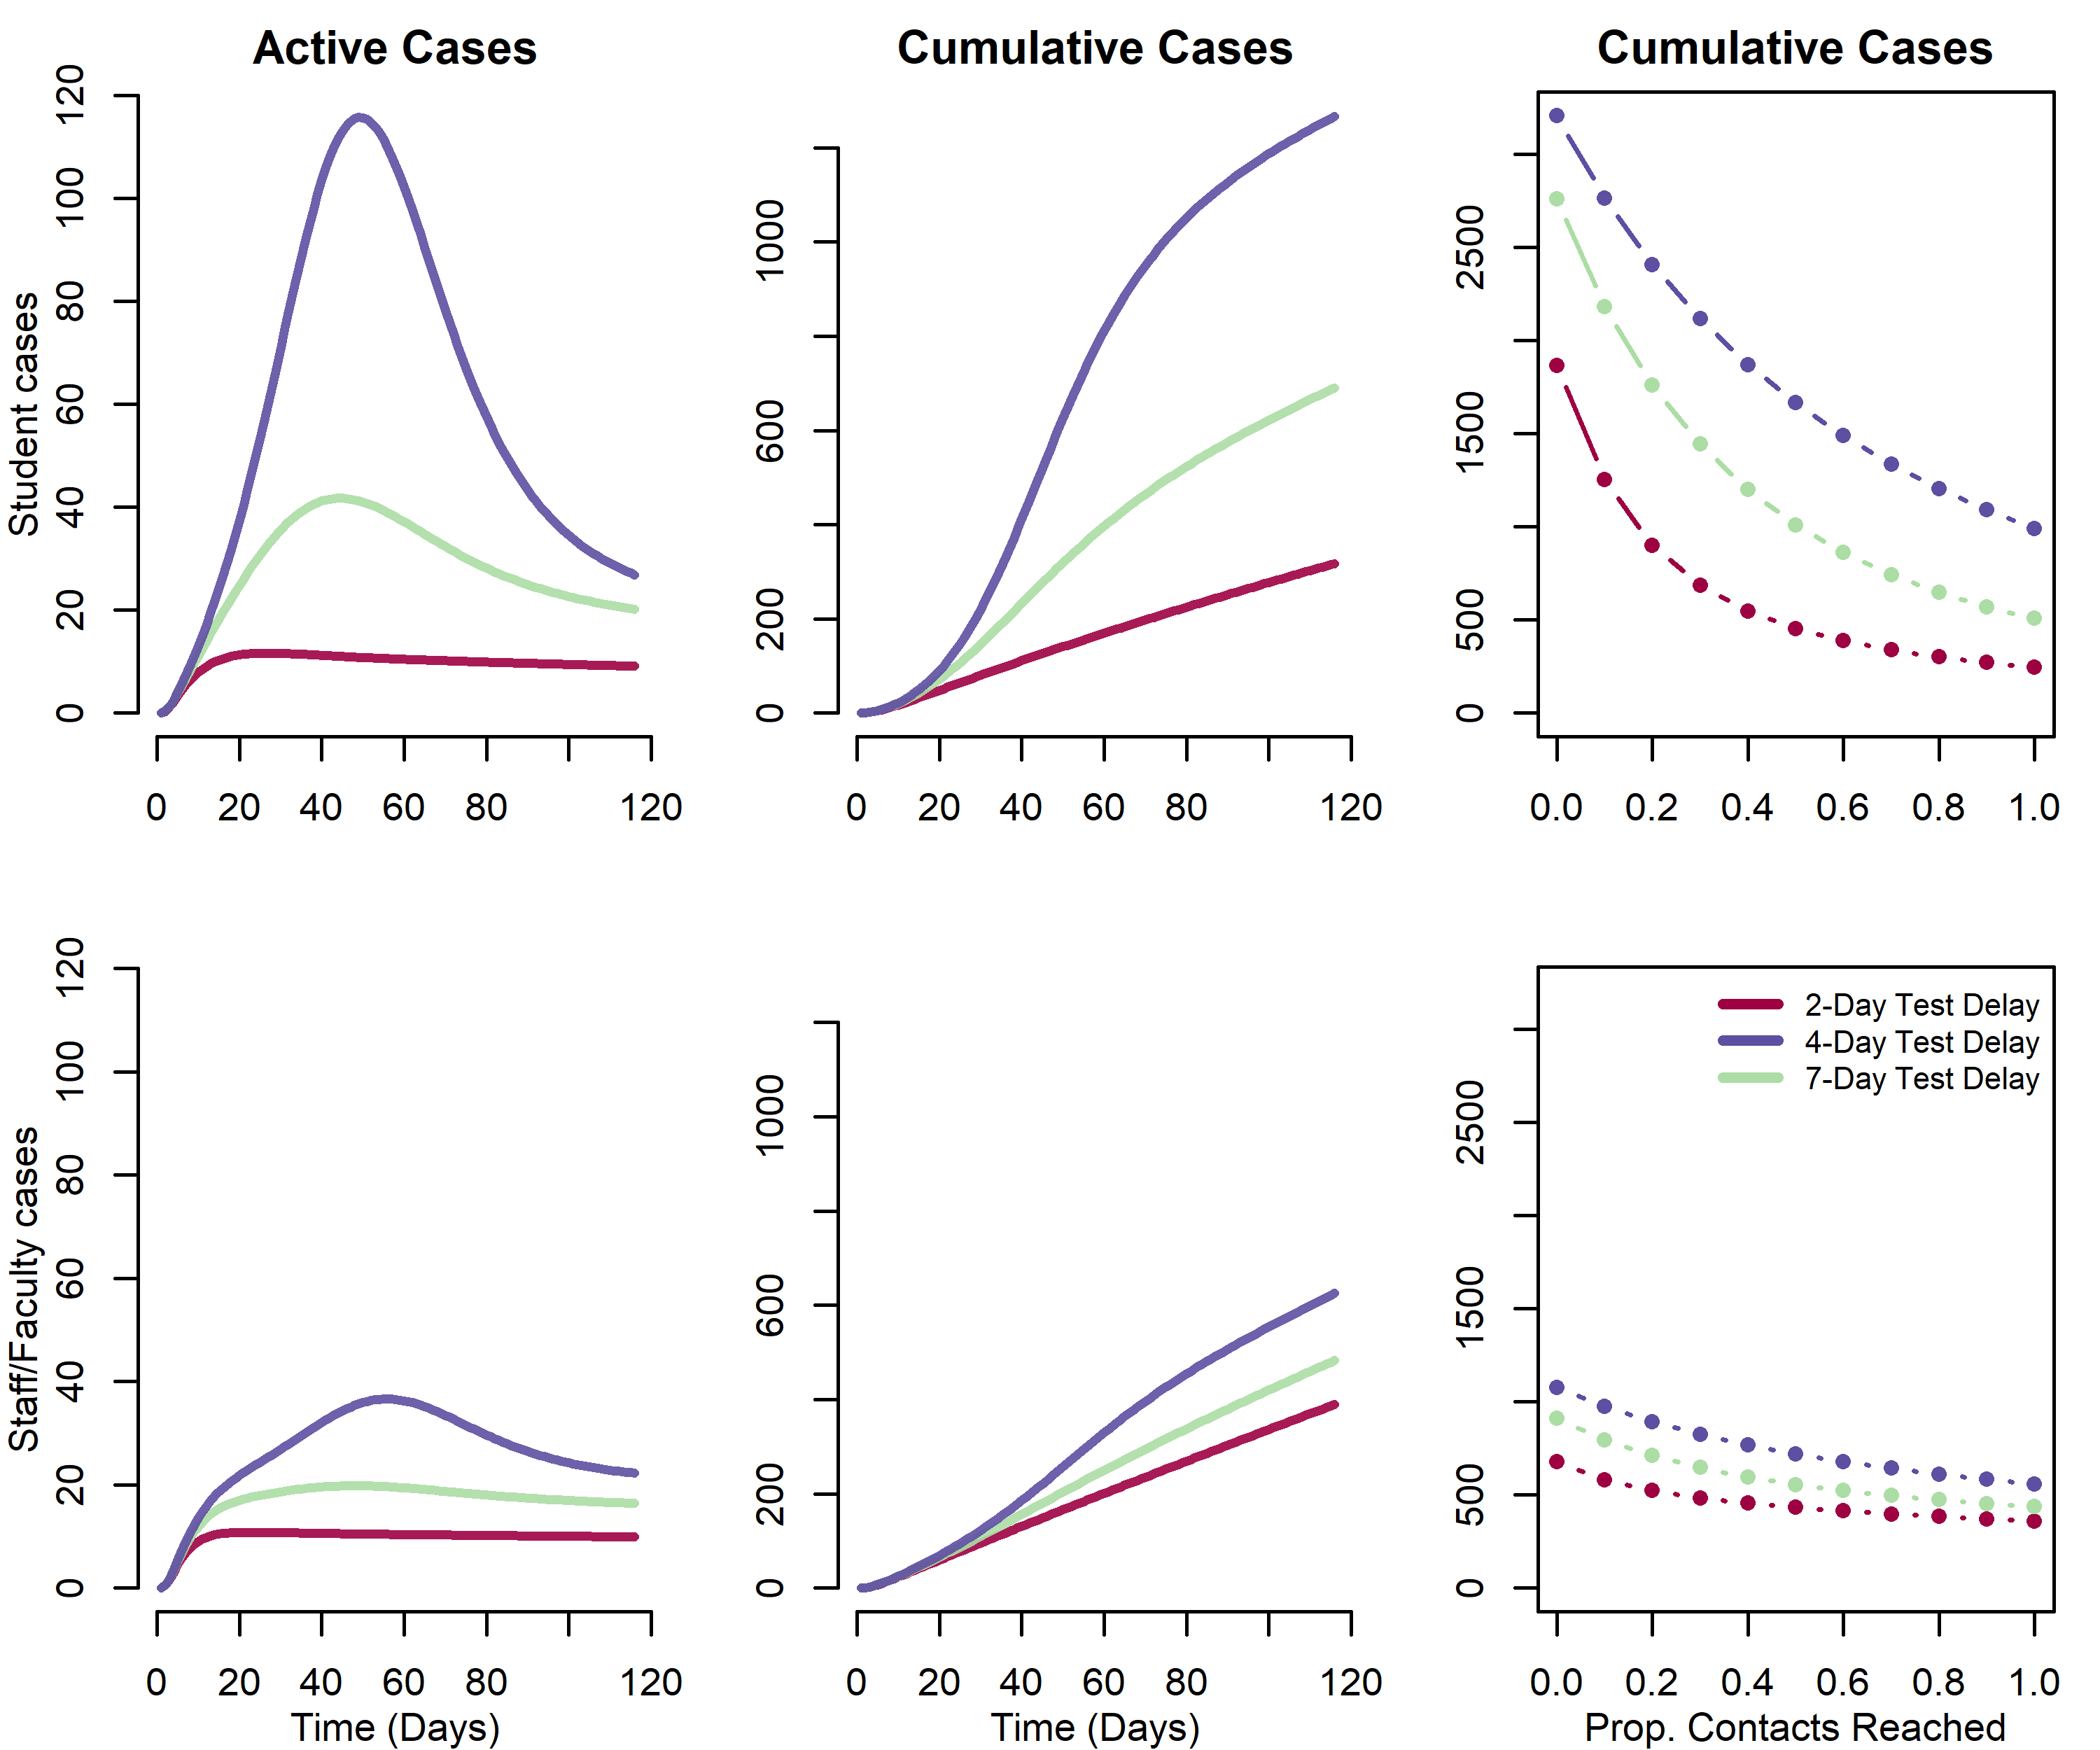 Active Cases
Cumulative Cases
Cumulative Cases
Student cases
0 20 40 60 80 100 120
0 20 40 60 80 120
0 200 600 1000
0 20 40 60 80 120
0 500 1500 2500
0.0 0.2 0.4 0.6 0.8 1.0
Staff/Faculty cases
0 20 40 60 80 100 120
0 20 40 60 80 120
Time (Days)
0 200 600 1000
0 20 40 60 80 120
Time (Days)
0 500 1500 2500
2-Day Test Delay
4-Day Test Delay
7-Day Test Delay
0.0 0.2 0.4 0.6 0.8 1.0
Prop. Contacts Reached